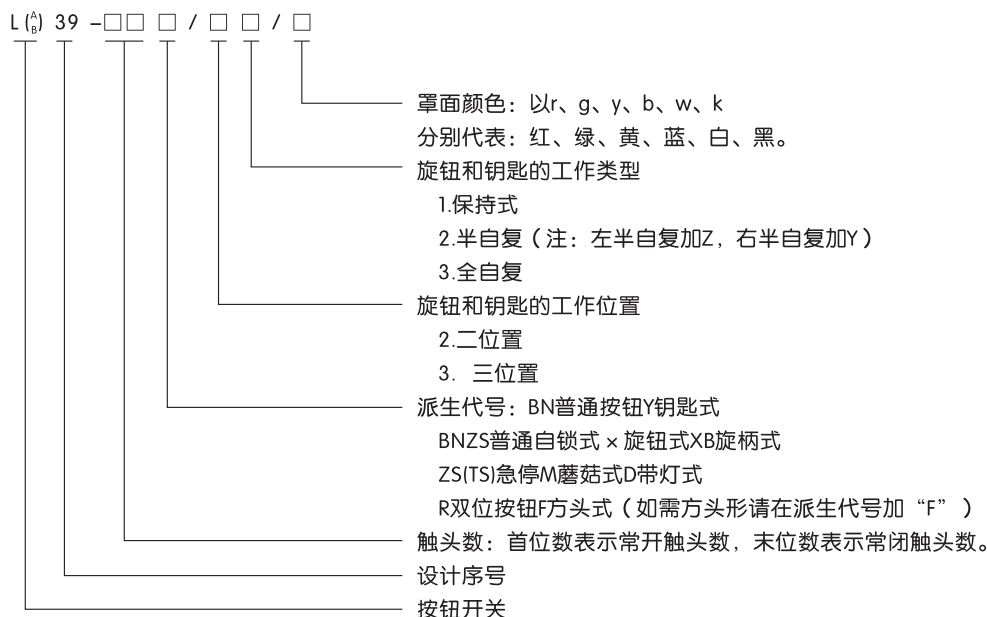 L(A/B) 39 -□□ □ / □ □ / □
罩面颜色：以r、g、y、b、w、k
分别代表：红、绿、黄、蓝、白、黑。
旋钮和钥匙的工作类型
1.保持式
2.半自复（注：左半自复加Z，右半自复加Y）
3.全自复
旋钮和钥匙的工作位置
2.二位置
3. 三位置
派生代号：BN普通按钮Y钥匙式
BNZS普通自锁式×旋钮式XB旋柄式
ZS(TS)急停M蘑菇式D带灯式
R双位按钮F方头式（如需方头形请在派生代号加“F”）
触头数：首位数表示常开触头数，末位数表示常闭触头数。
设计序号
按钮开关